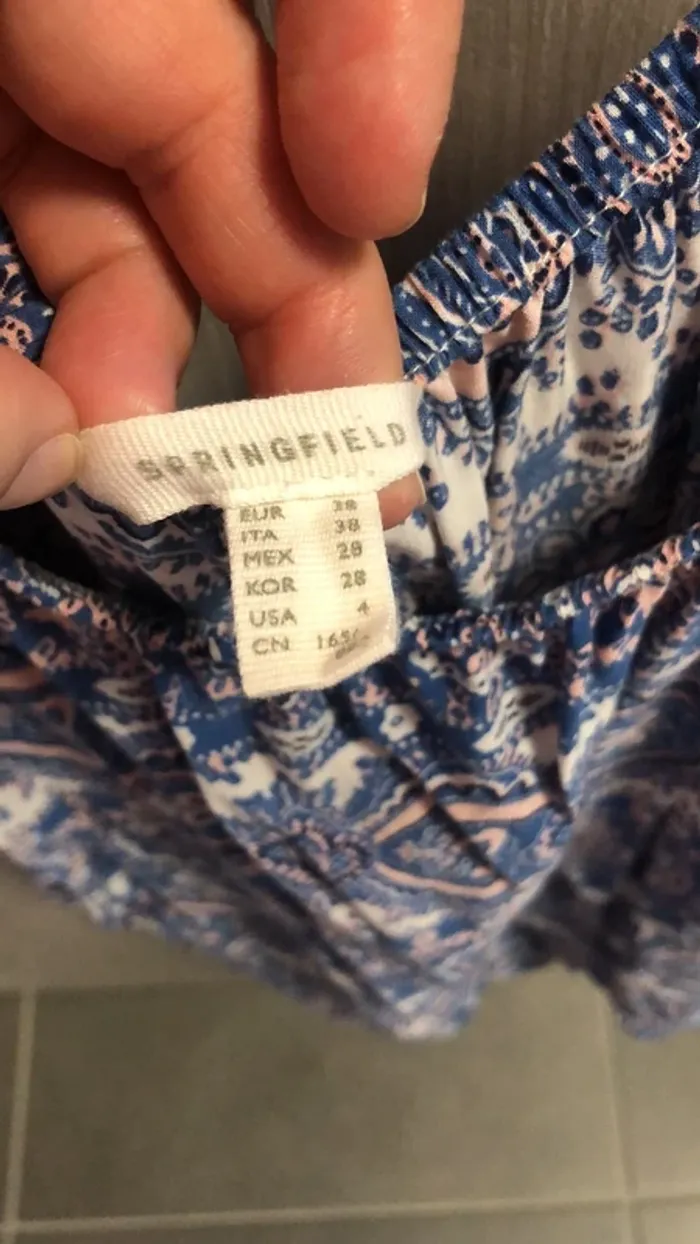 SPRINGFIELD
EUR 38
ITA 38
MEX 28
KOR 28
USA 4
CN 165/